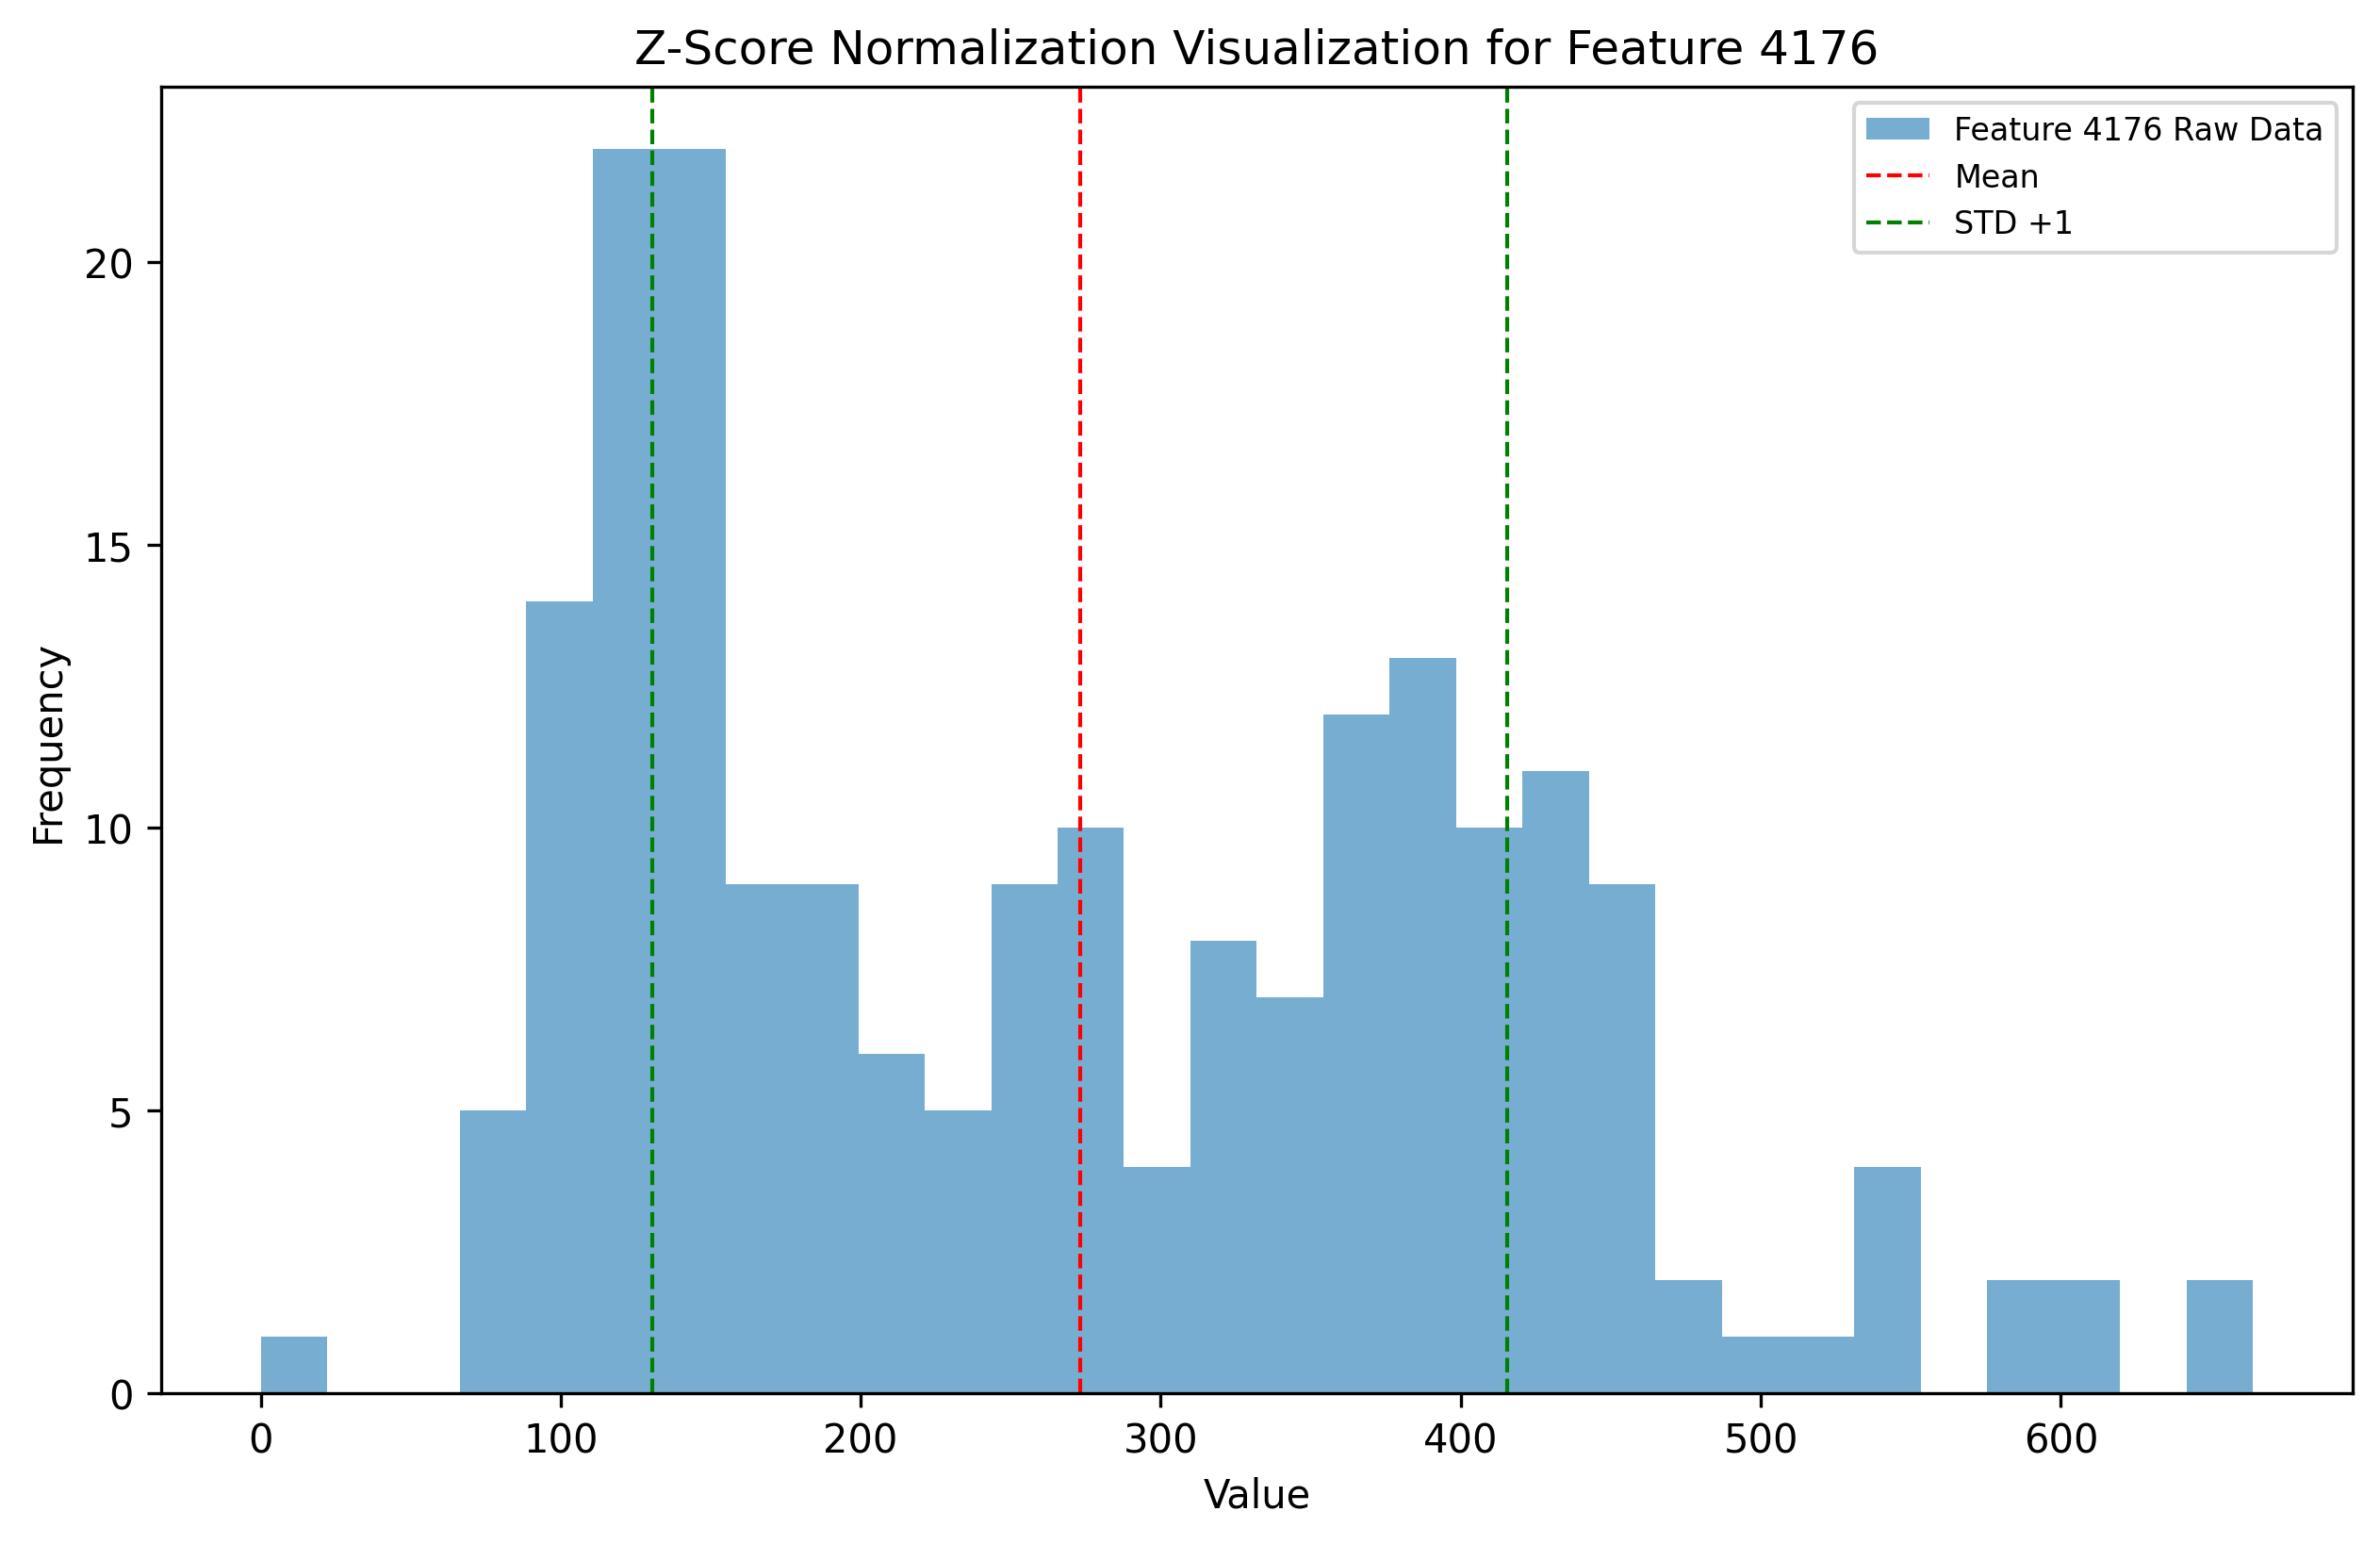 Z-Score Normalization Visualization for Feature 4176
Feature 4176 Raw Data
Mean
STD +1
20
15
10
5
0
Frequency
0 100 200 300 400 500 600
Value